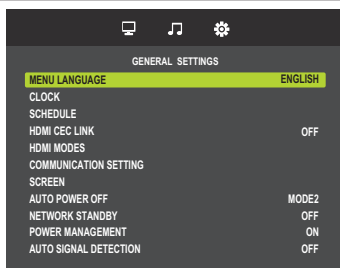 GENERAL SETTINGS
MENU LANGUAGE ENGLISH
CLOCK
SCHEDULE
HDMI CEC LINK OFF
HDMI MODES
COMMUNICATION SETTING
SCREEN
AUTO POWER OFF MODE2
NETWORK STANDBY OFF
POWER MANAGEMENT ON
AUTO SIGNAL DETECTION OFF